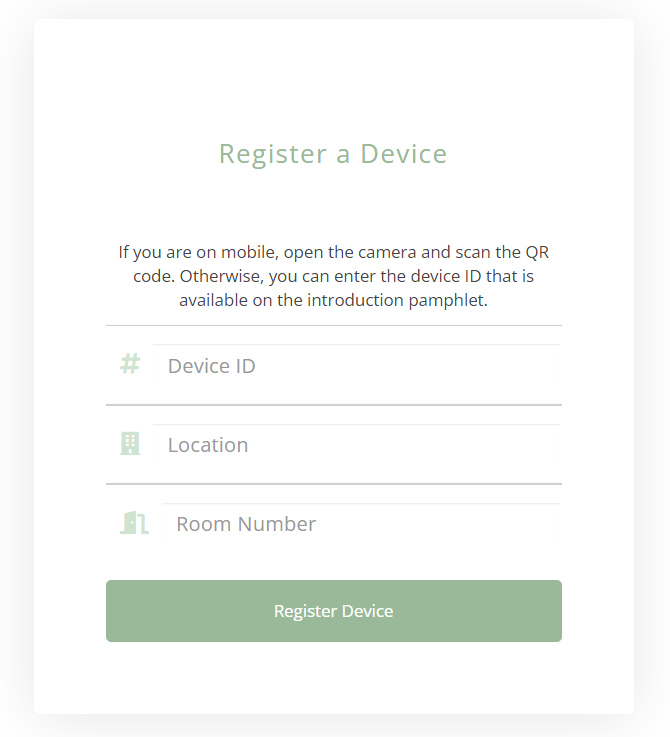 Register a Device
If you are on mobile, open the camera and scan the QR
code. Otherwise, you can enter the device ID that is
available on the introduction pamphlet.
# Device ID
Location
Room Number
Register Device